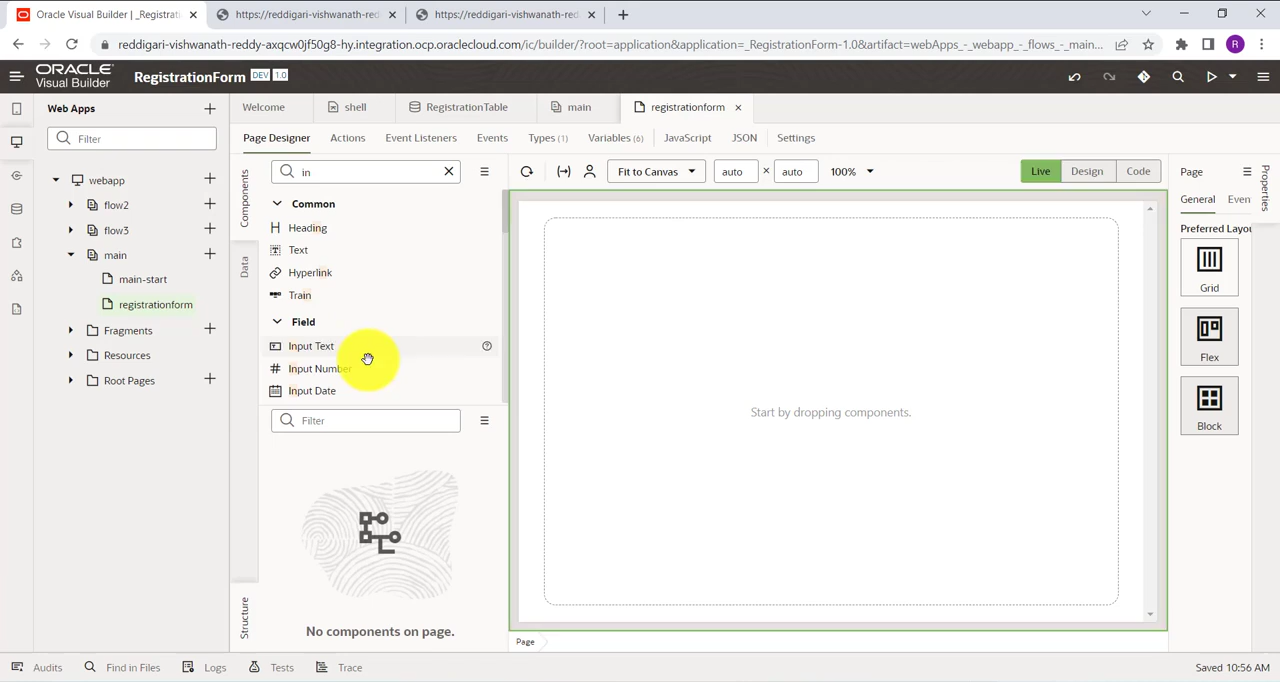 Oracle Visual Builder | _Registrati
https://reddigari-vishwanath-red
https://reddigari-vishwanath-red
reddigari-vishwanath-reddy-axqcw0jf50g8-hy.integration.ocp.oraclecloud.com/ic/builder/?root=application&application=_RegistrationForm-1.0&artifact=webApps_-_webapp_-_flows_-_main...
R
ORACLE
Visual Builder
RegistrationForm DEV 1.0
Web Apps
Welcome
shell
RegistrationTable
main
registrationform
Filter
Page Designer
Actions
Event Listeners
Events
Types (1)
Variables (6)
JavaScript
JSON
Settings
webapp
flow2
flow3
main
main-start
registrationform
Fragments
Resources
Root Pages
Components
Data
Structure
in
Common
Heading
Text
Hyperlink
Train
Field
Input Text
Input Number
Input Date
Filter
No components on page.
Fit to Canvas
auto × auto
100%
Live
Design
Code
Start by dropping components.
Page
Page
General
Even
Preferred Layou
Grid
Flex
Block
Properties
Audits
Find in Files
Logs
Tests
Trace
Saved 10:56 AM